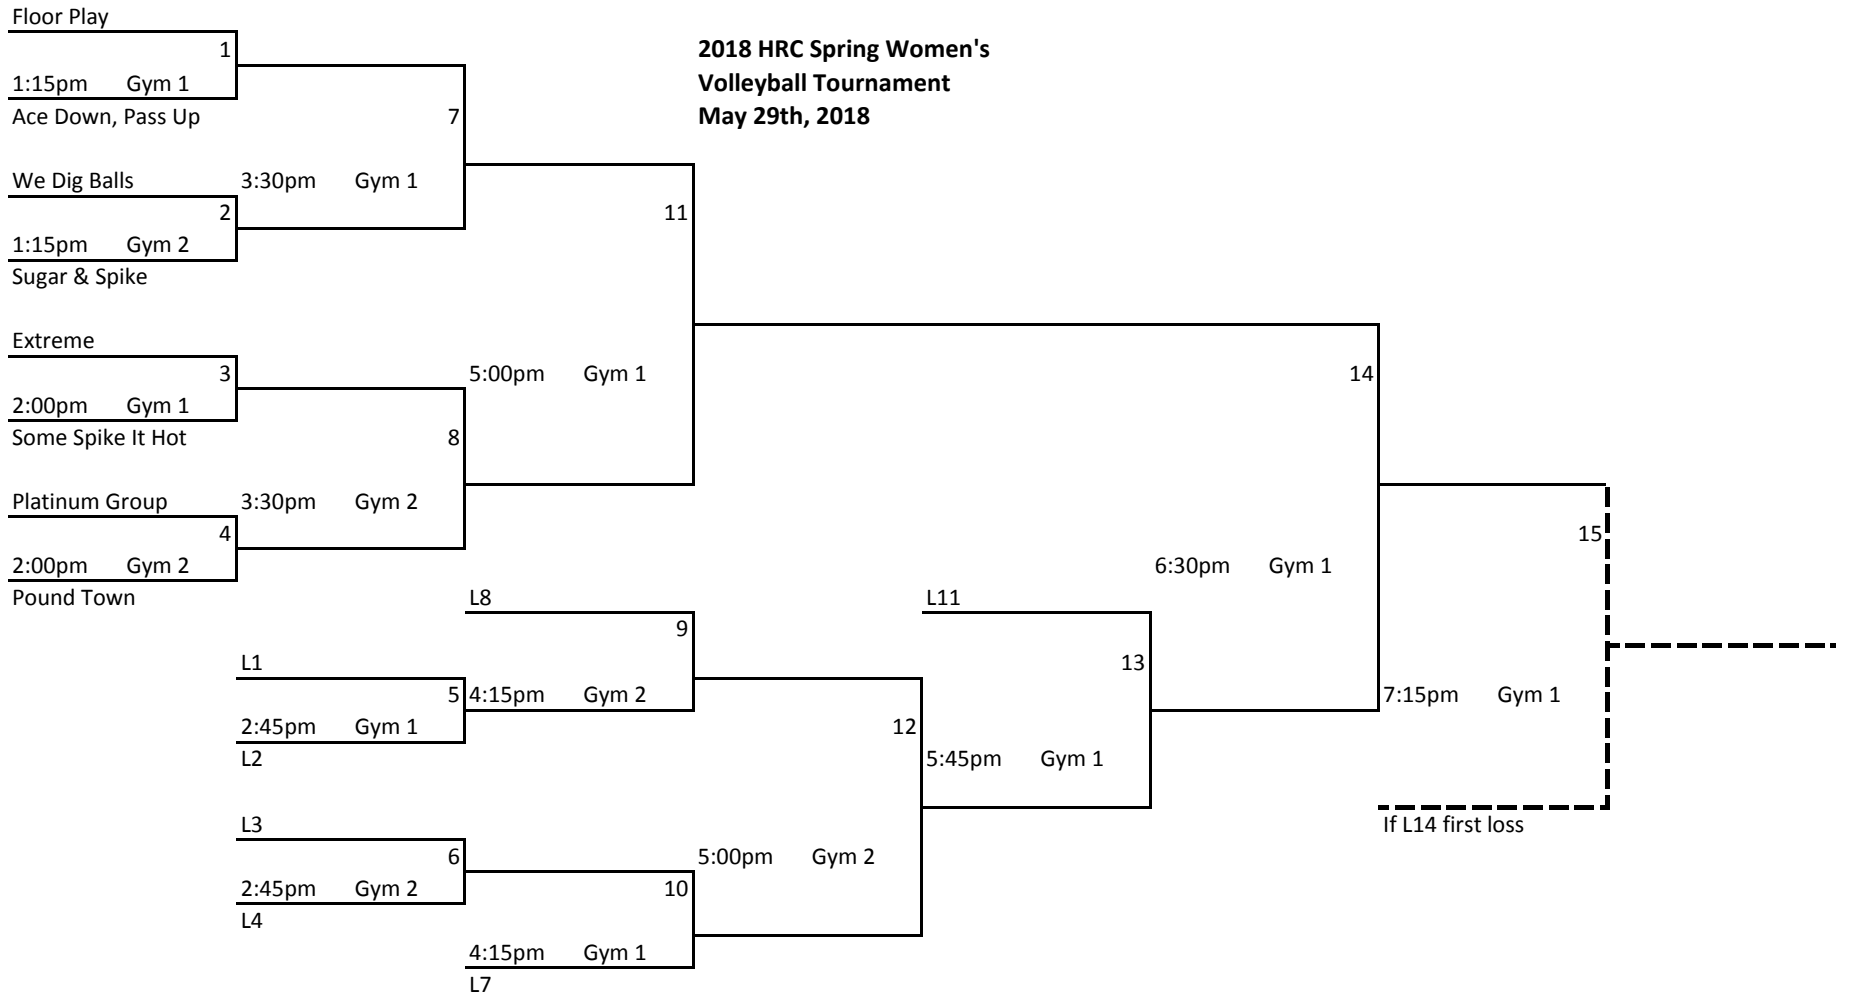 Floor Play
1
2018 HRC Spring Women's
1:15pm Gym 1
Volleyball Tournament
Ace Down, Pass Up
7
May 29th, 2018
We Dig Balls
3:30pm Gym 1
2
11
1:15pm Gym 2
Sugar & Spike
Extreme
3
5:00pm Gym 1
14
2:00pm Gym 1
Some Spike It Hot
8
Platinum Group
3:30pm Gym 2
4
15
2:00pm Gym 2
6:30pm Gym 1
Pound Town
L8
L11
9
L1
13
5
4:15pm Gym 2
7:15pm Gym 1
2:45pm Gym 1
12
L2
5:45pm Gym 1
L3
If L14 first loss
6
5:00pm Gym 2
2:45pm Gym 2
10
L4
4:15pm Gym 1
L7